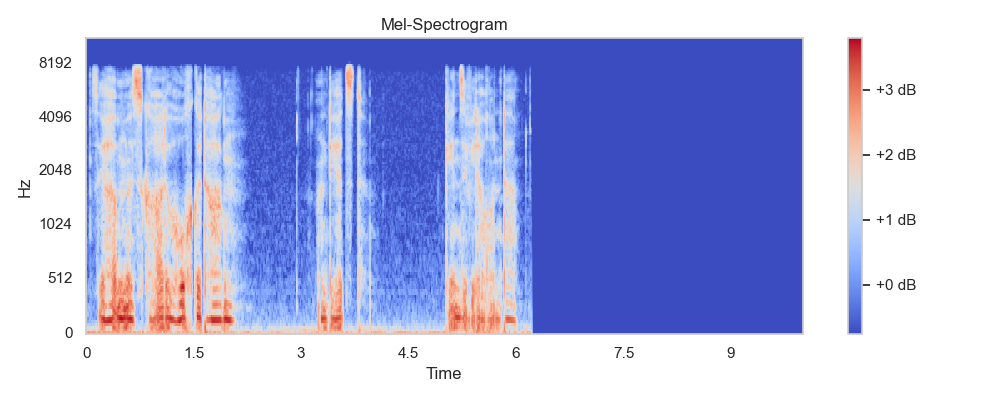 Mel-Spectrogram
8192
4096
2048
1024
512
0
Hz
0 1.5 3 4.5 6 7.5 9
Time
+3 dB
+2 dB
+1 dB
+0 dB